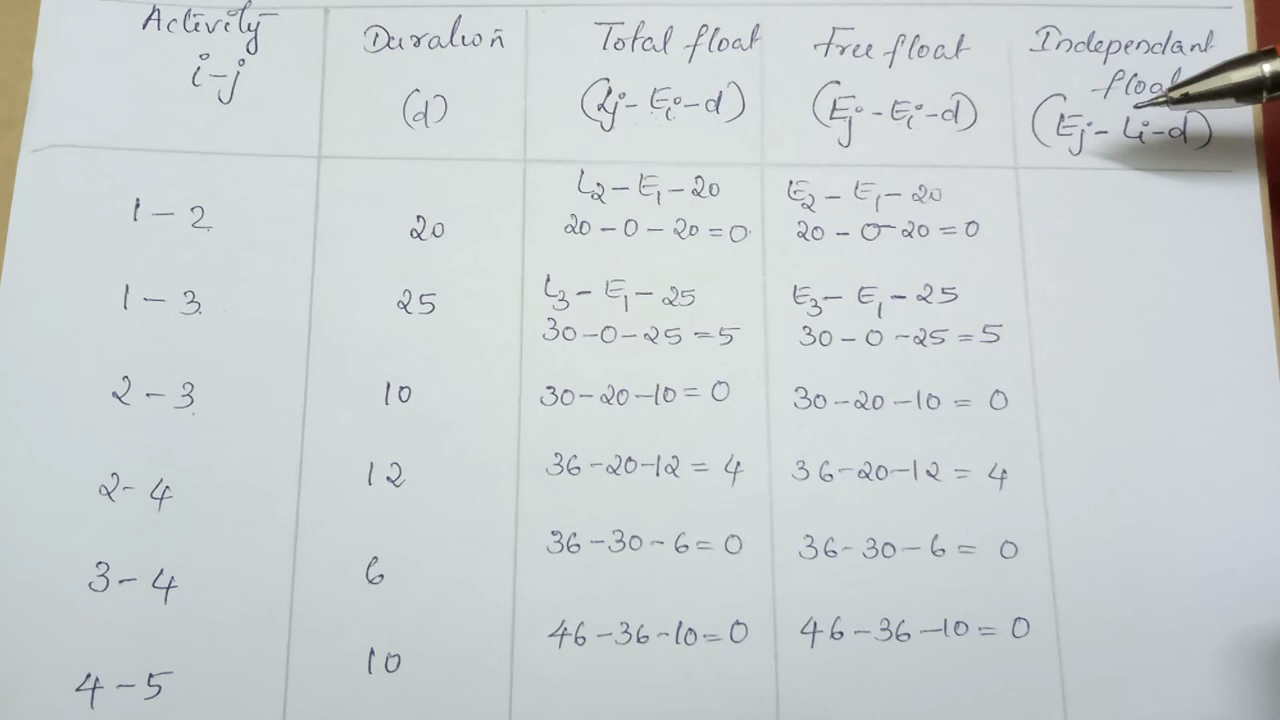 Activity Duration Total float Free float Independant
i-j (d) (Lj - Ei - d) (Ej - Ei - d) float
(Ej - Li - d)
1 - 2 20 L2 - E1 - 20 E2 - E1 - 20
20 - 0 - 20 = 0 20 - 0 - 20 = 0
1 - 3 25 L3 - E1 - 25 E3 - E1 - 25
30 - 0 - 25 = 5 30 - 0 - 25 = 5
2 - 3 10 30 - 20 - 10 = 0 30 - 20 - 10 = 0
2 - 4 12 36 - 20 - 12 = 4 36 - 20 - 12 = 4
3 - 4 6 36 - 30 - 6 = 0 36 - 30 - 6 = 0
4 - 5 10 46 - 36 - 10 = 0 46 - 36 - 10 = 0